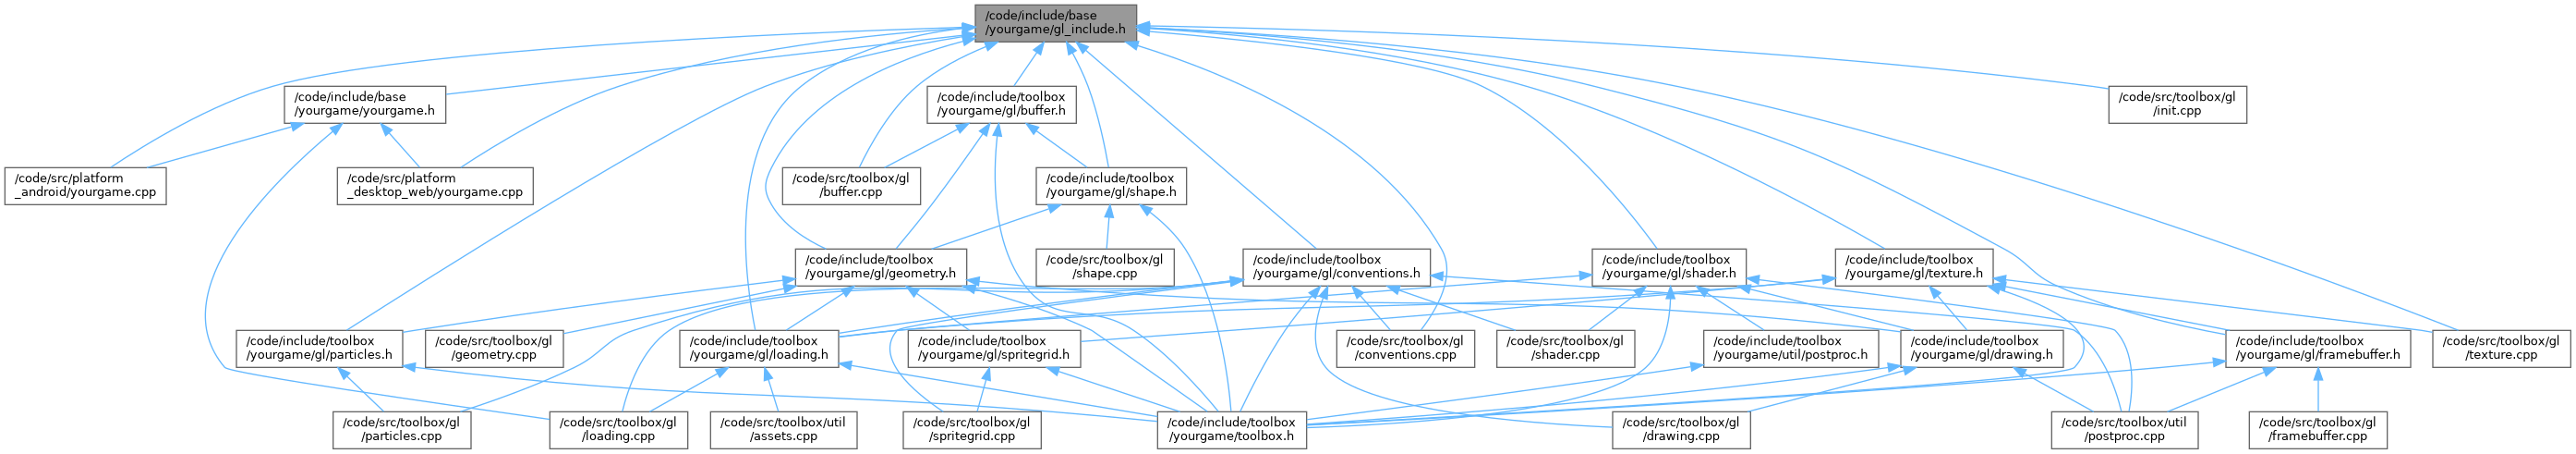 /code/include/base
/yourgame/gl_include.h
/code/include/base
/yourgame/yourgame.h
/code/include/toolbox
/yourgame/gl/buffer.h
/code/src/toolbox/gl
/init.cpp
/code/src/platform
_android/yourgame.cpp
/code/src/platform
_desktop_web/yourgame.cpp
/code/src/toolbox/gl
/buffer.cpp
/code/include/toolbox
/yourgame/gl/shape.h
/code/include/toolbox
/yourgame/gl/geometry.h
/code/src/toolbox/gl
/shape.cpp
/code/include/toolbox
/yourgame/gl/conventions.h
/code/include/toolbox
/yourgame/gl/shader.h
/code/include/toolbox
/yourgame/gl/texture.h
/code/include/toolbox
/yourgame/gl/particles.h
/code/src/toolbox/gl
/geometry.cpp
/code/include/toolbox
/yourgame/gl/loading.h
/code/include/toolbox
/yourgame/gl/spritegrid.h
/code/src/toolbox/gl
/conventions.cpp
/code/src/toolbox/gl
/shader.cpp
/code/include/toolbox
/yourgame/util/postproc.h
/code/include/toolbox
/yourgame/gl/drawing.h
/code/include/toolbox
/yourgame/gl/framebuffer.h
/code/src/toolbox/gl
/texture.cpp
/code/src/toolbox/gl
/particles.cpp
/code/src/toolbox/gl
/loading.cpp
/code/src/toolbox/util
/assets.cpp
/code/src/toolbox/gl
/spritegrid.cpp
/code/include/toolbox
/yourgame/toolbox.h
/code/src/toolbox/gl
/drawing.cpp
/code/src/toolbox/util
/postproc.cpp
/code/src/toolbox/gl
/framebuffer.cpp